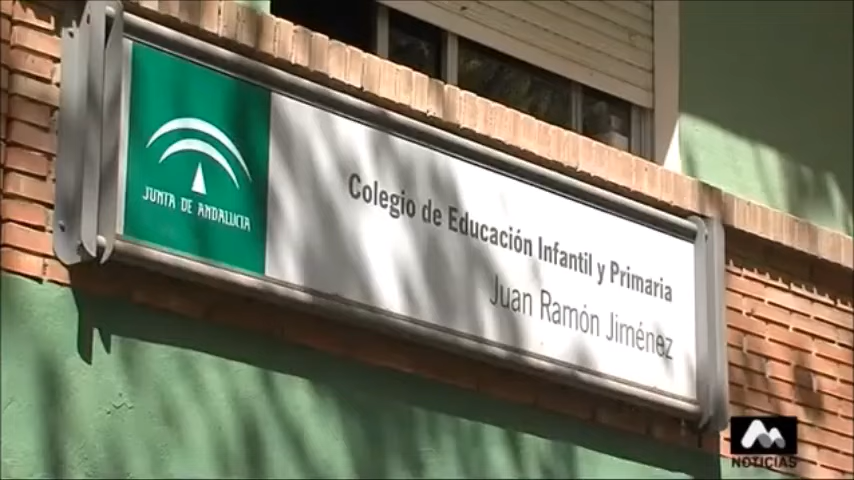 JUNTA DE ANDALUCIA
Colegio de Educación Infantil y Primaria
Juan Ramón Jiménez
NOTICIAS